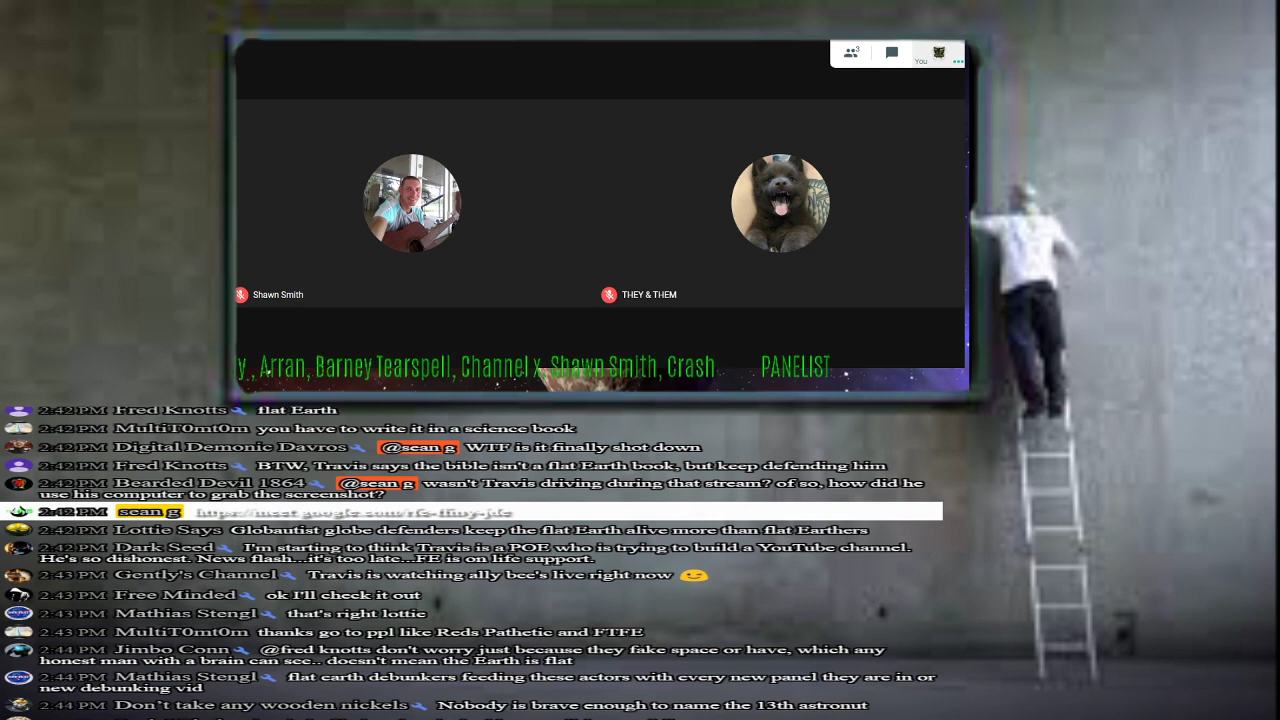 3
You
Shawn Smith
THEY & THEM
y , Arran, Barney Tearspell, Channel x, Shawn Smith, Crash PANELIST
2:42 PM Fred Knotts flat Earth
2:42 PM MultiT0mt0m you have to write it in a science book
2:42 PM Digital Demonic Davros @sean g WTF is it finally shot down
2:42 PM Fred Knotts BTW, Travis says the bible isn't a flat Earth book, but keep defending him
2:42 PM Bearded Devil 1864 @sean g wasn't Travis driving during that stream? of so, how did he
use his computer to grab the screenshot?
2:42 PM sean g
2:42 PM Lottie Says Globautist globe defenders keep the flat Earth alive more than flat Earthers
2:42 PM Dark Seed I'm starting to think Travis is a POE who is trying to build a YouTube channel.
He's so dishonest. News flash...it's too late...FE is on life support.
2:43 PM Gently's Channel Travis is watching ally bee's live right now
2:43 PM Free Minded ok I'll check it out
2:43 PM Mathias Stengl that's right lottie
2:43 PM MultiT0mt0m thanks go to ppl like Reds Pathetic and FTFE
2:44 PM Jimbo Conn @fred knotts don't worry just because they fake space or have, which any
honest man with a brain can see.. doesn't mean the Earth is flat
2:44 PM Mathias Stengl flat earth debunkers feeding these actors with every new panel they are in or
new debunking vid
2:44 PM Don't take any wooden nickels Nobody is brave enough to name the 13th astronut